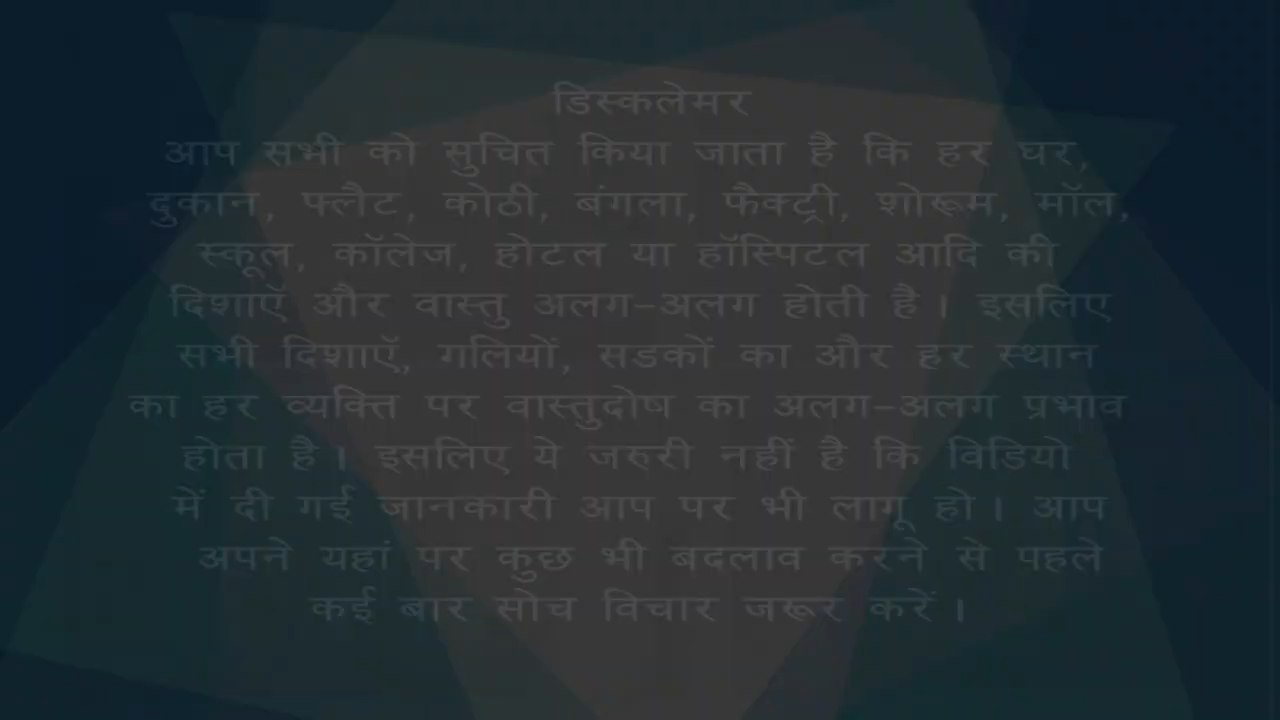 डिस्कलेमर
आप सभी को सुचित किया जाता है कि हर घर,
दुकान, फ्लैट, कोठी, बंगला, फैक्ट्री, शोरूम, मॉल,
स्कूल, कॉलेज, होटल या हॉस्पिटल आदि की
दिशाएॅ और वास्तु अलग-अलग होती है। इसलिए
सभी दिशाएॅ, गलियों, सडकों का और हर स्थान
का हर व्यक्ति पर वास्तुदोष का अलग-अलग प्रभाव
होता है। इसलिए ये जरुरी नहीं है कि विडियो
में दी गई जानकारी आप पर भी लागू हो। आप
अपने यहां पर कुछ भी बदलाव करने से पहले
कई बार सोच विचार जरूर करें।